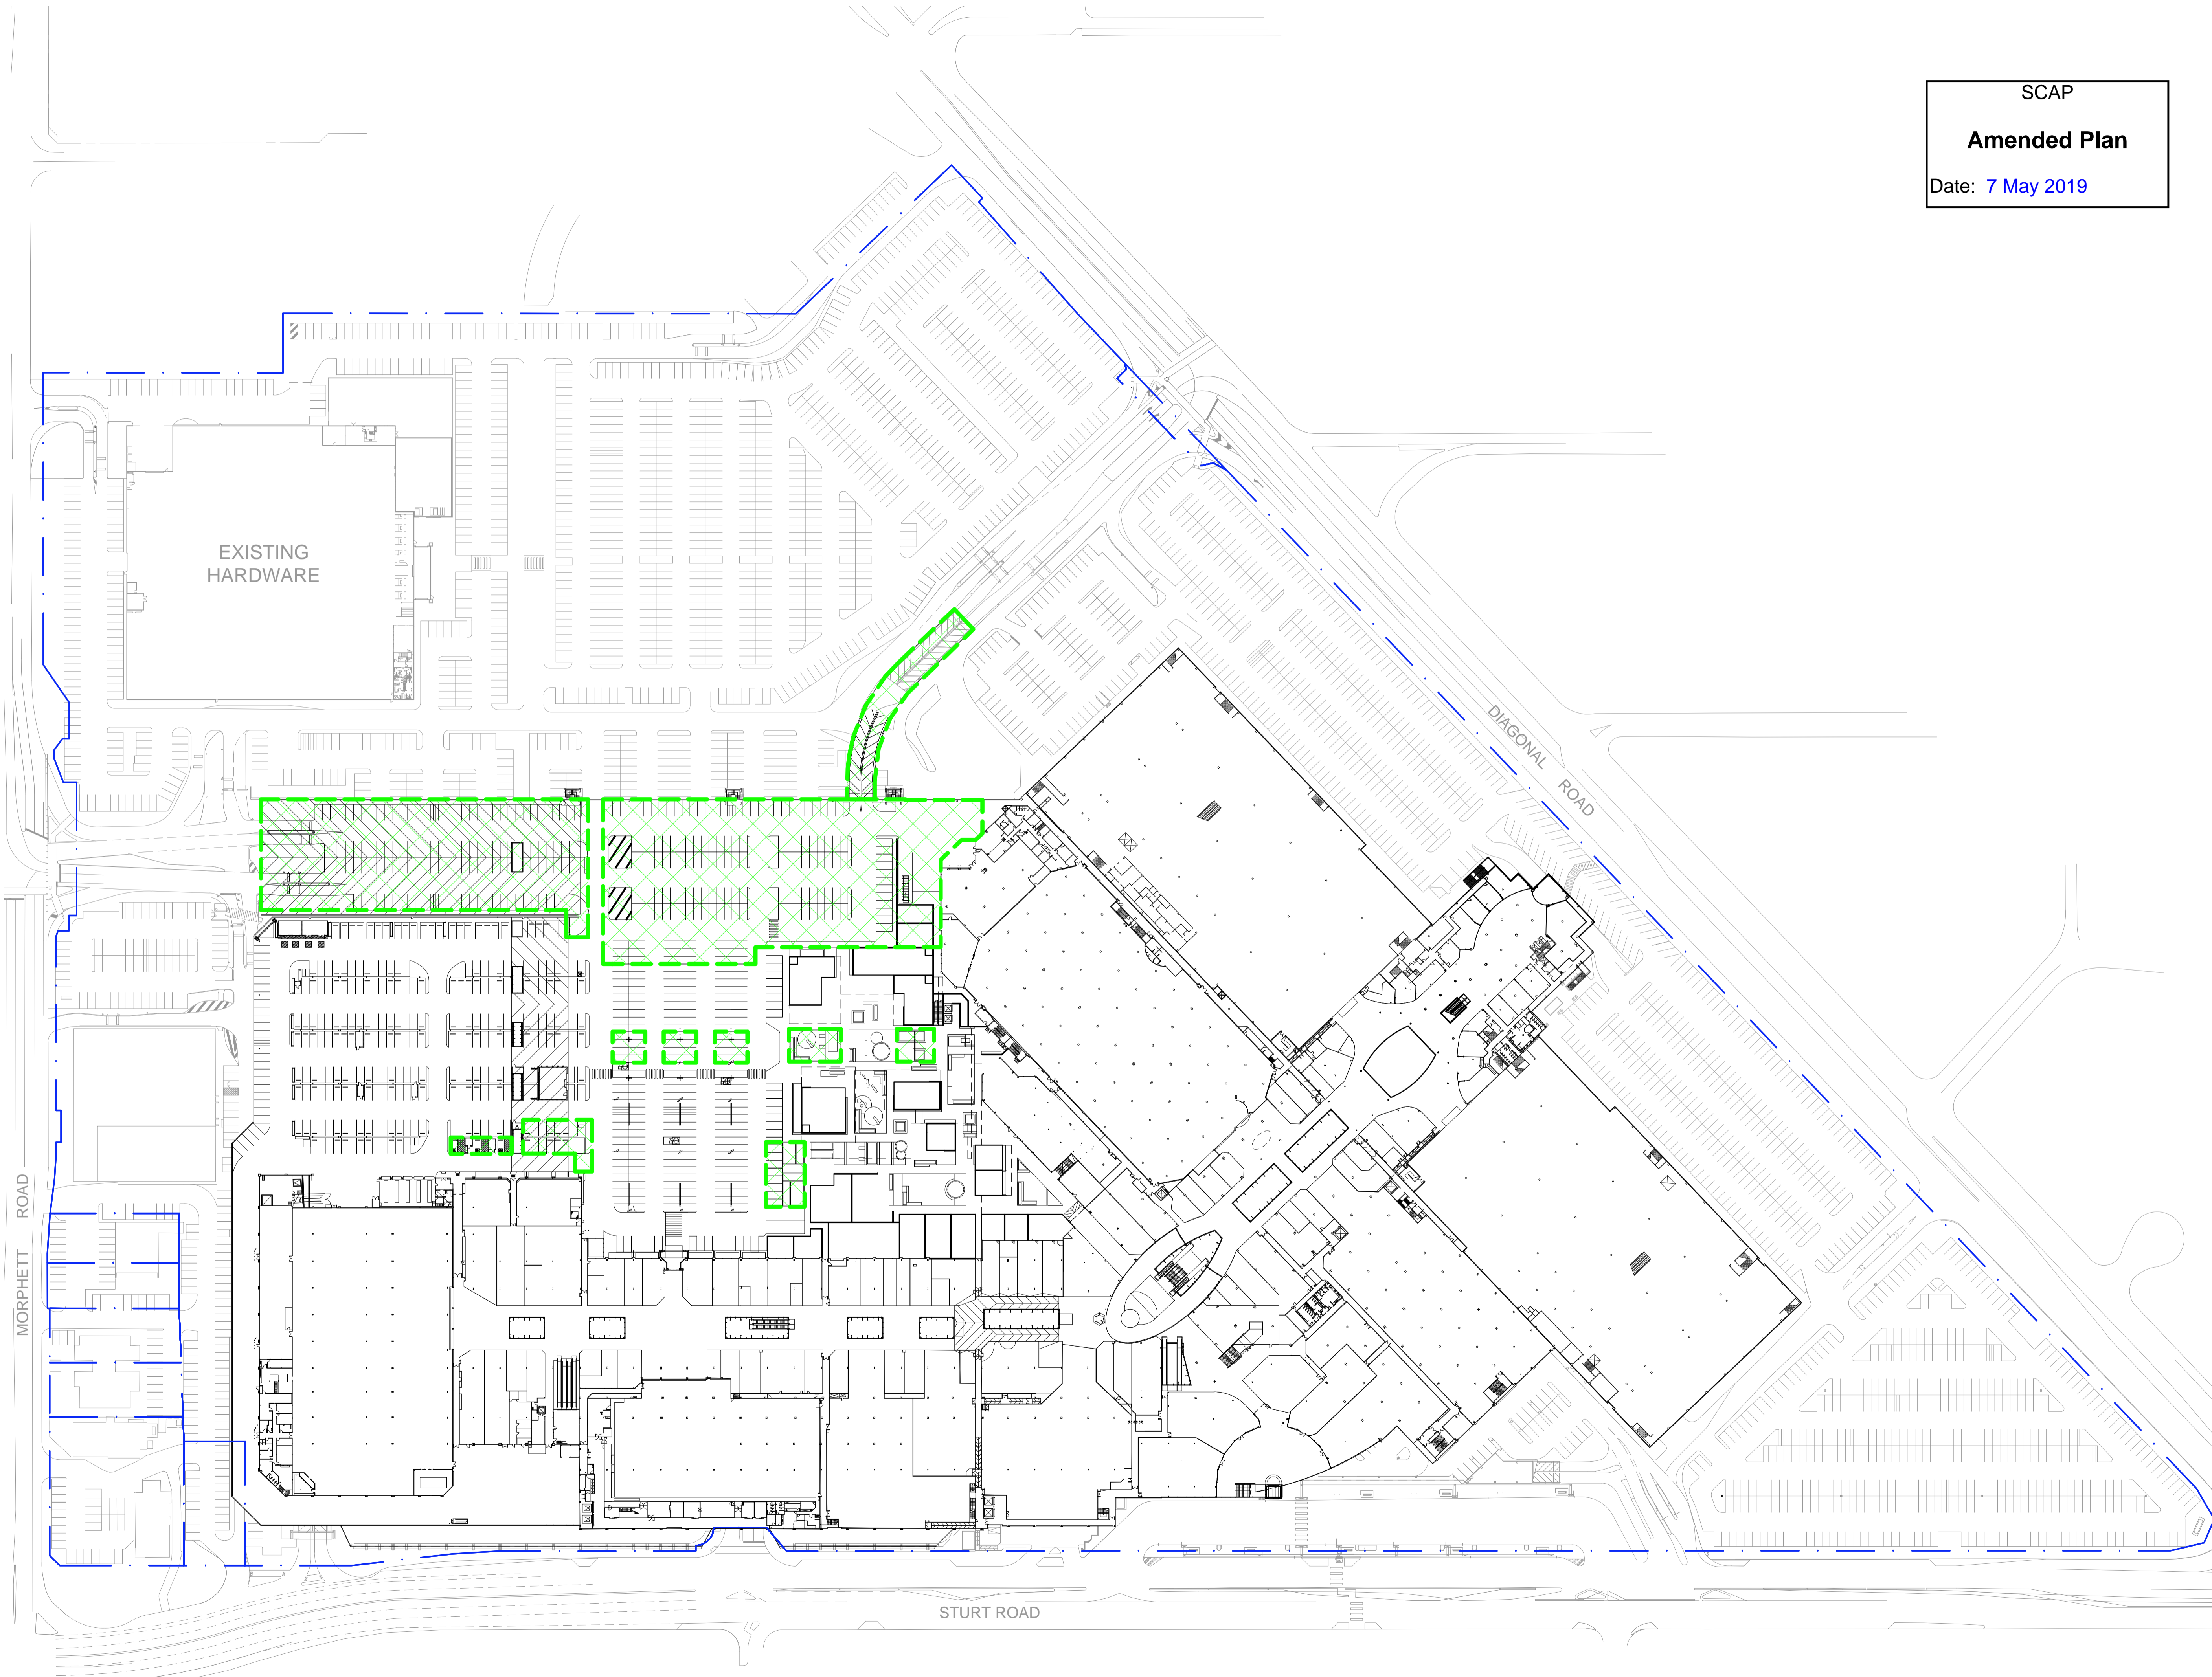 SCAP
Amended Plan
Date: 7 May 2019
EXISTING
HARDWARE
DIAGONAL ROAD
MORPHETT ROAD
STURT ROAD